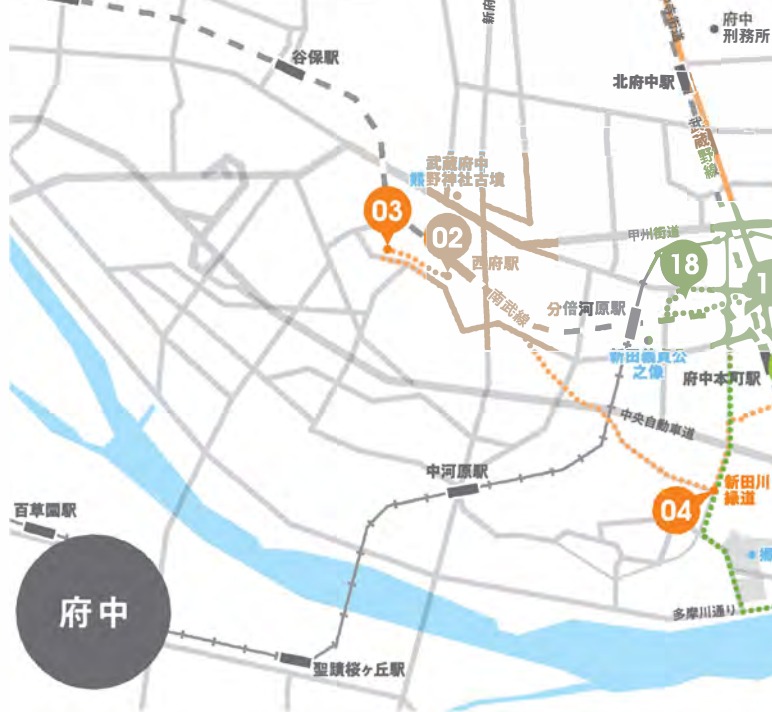 府中
刑務所
谷保駅
北府中駅
武蔵野線
武蔵府中
熊野神社古墳
03
02
西府駅
甲州街道
18
南武線
分倍河原駅
新田義貞公
之像
府中本町駅
中央自動車道
中河原駅
新田川
緑道
04
百草園駅
府中
多摩川通り
聖蹟桜ヶ丘駅